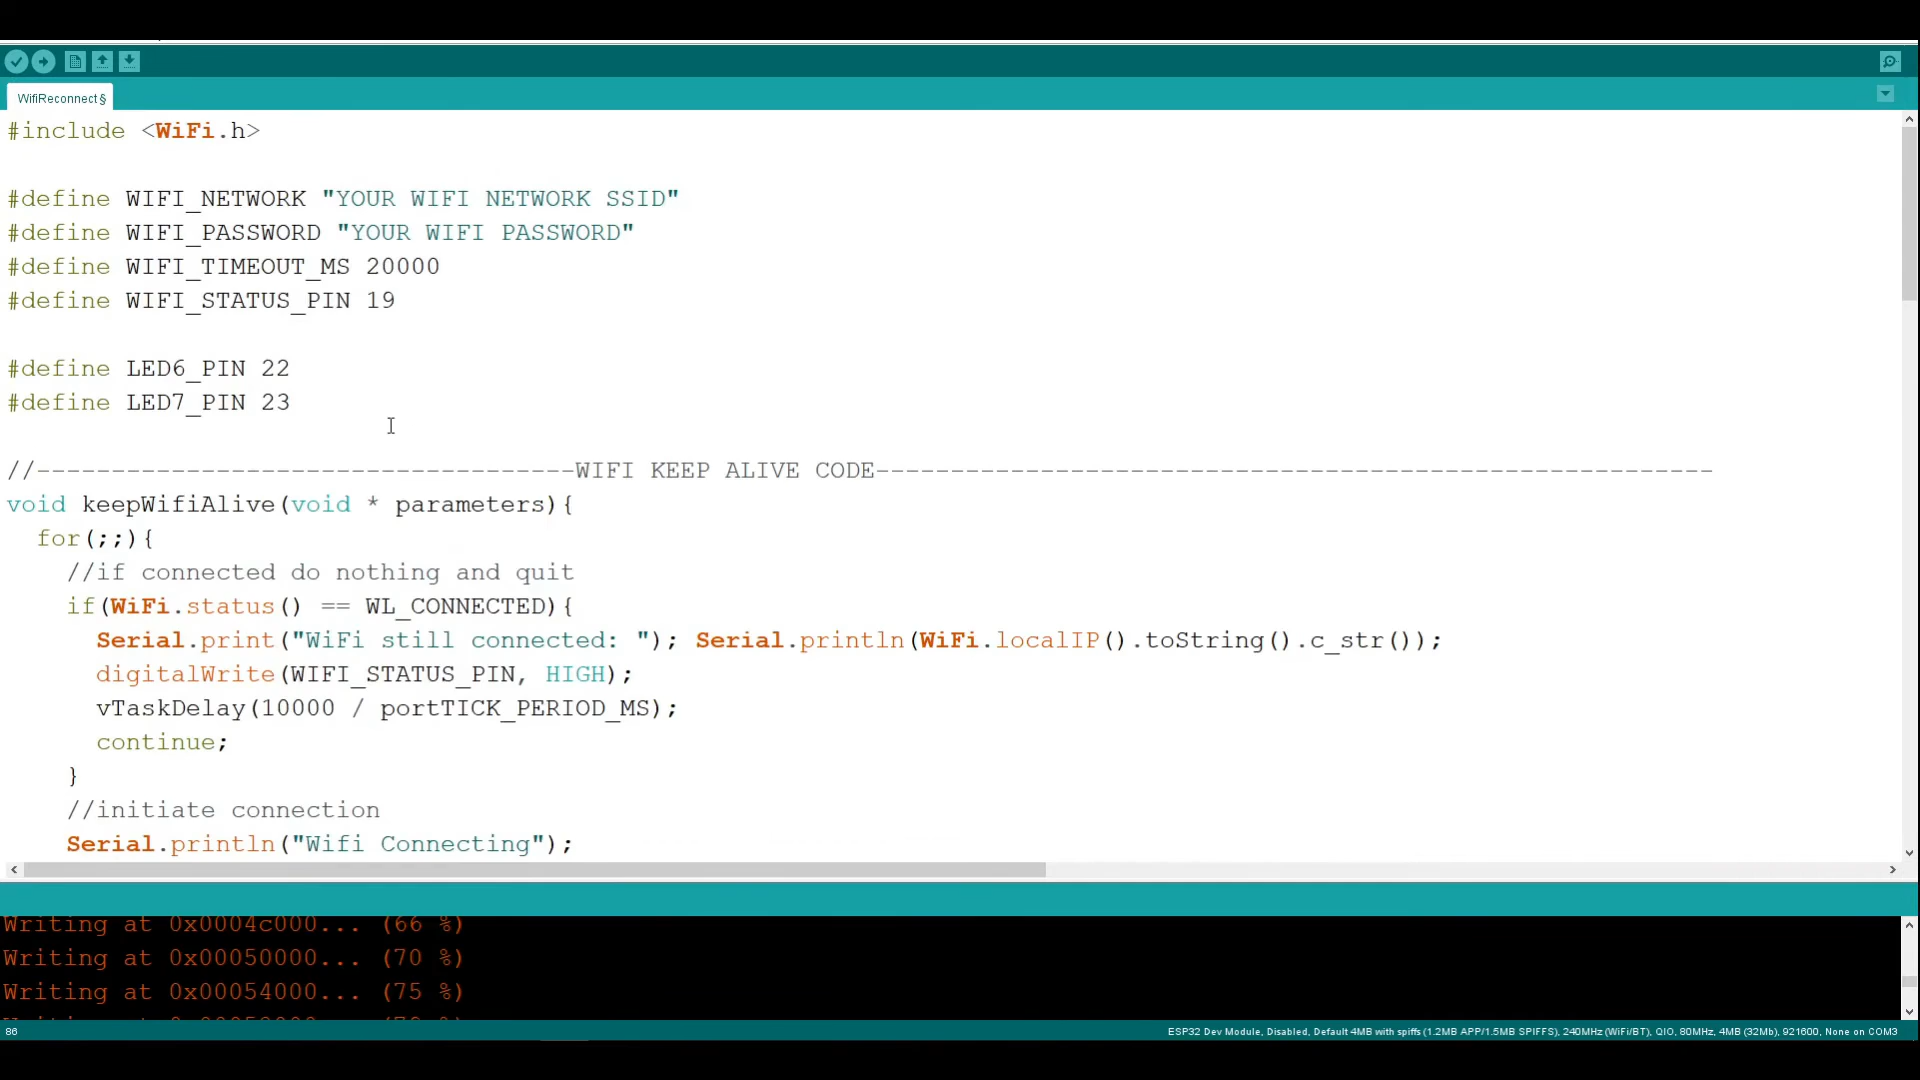 WifiReconnect §
#include <WiFi.h>
#define WIFI_NETWORK "YOUR WIFI NETWORK SSID"
#define WIFI_PASSWORD "YOUR WIFI PASSWORD"
#define WIFI_TIMEOUT_MS 20000
#define WIFI_STATUS_PIN 19
#define LED6_PIN 22
#define LED7_PIN 23
//------------------------------------WIFI KEEP ALIVE CODE--------------------------------------------------------
void keepWifiAlive(void * parameters){
for(;;){
//if connected do nothing and quit
if(WiFi.status() == WL_CONNECTED){
Serial.print("WiFi still connected: "); Serial.println(WiFi.localIP().toString().c_str());
digitalWrite(WIFI_STATUS_PIN, HIGH);
vTaskDelay(10000 / portTICK_PERIOD_MS);
continue;
}
//initiate connection
Serial.println("Wifi Connecting");
Writing at 0x0004c000... (66 %)
Writing at 0x00050000... (70 %)
Writing at 0x00054000... (75 %)
86
ESP32 Dev Module, Disabled, Default 4MB with spiffs (1.2MB APP/1.5MB SPIFFS), 240MHz (WiFi/BT), QIO, 80MHz, 4MB (32Mb), 921600, None on COM3